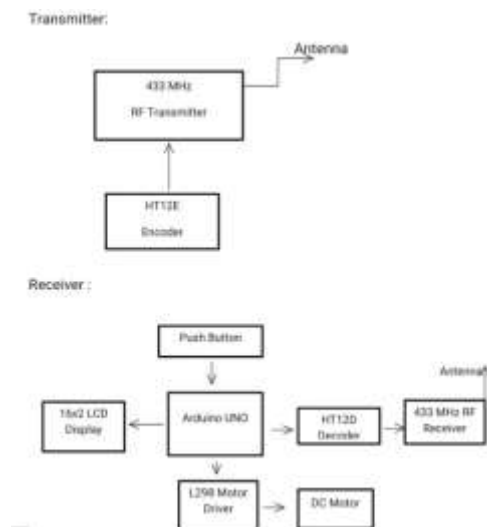 Transmitter:
Antenna
433 MHz
RF Transmitter
HT12E
Encoder
Receiver :
Push Button
Antenna
16x2 LCD
Display
Arduino UNO
HT12D
Decoder
433 MHz RF
Receiver
L298 Motor
Driver
DC Motor